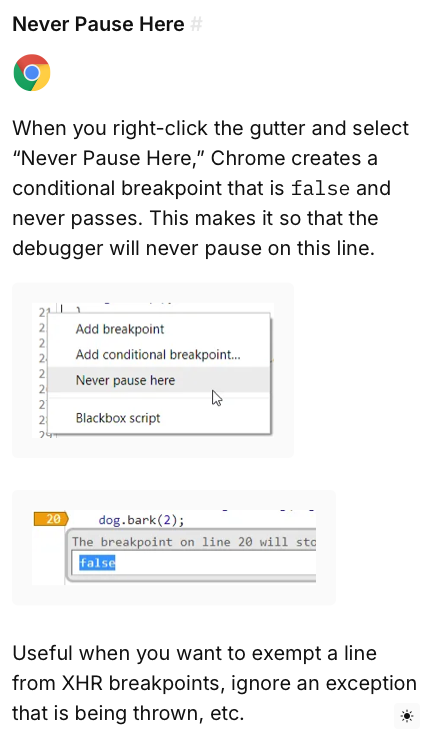 Never Pause Here #
When you right-click the gutter and select
“Never Pause Here,” Chrome creates a
conditional breakpoint that is false and
never passes. This makes it so that the
debugger will never pause on this line.
21
2 Add breakpoint
2 Add conditional breakpoint...
2 Never pause here
2 Blackbox script
20 dog.bark(2);
The breakpoint on line 20 will sto
false
Useful when you want to exempt a line
from XHR breakpoints, ignore an exception
that is being thrown, etc.